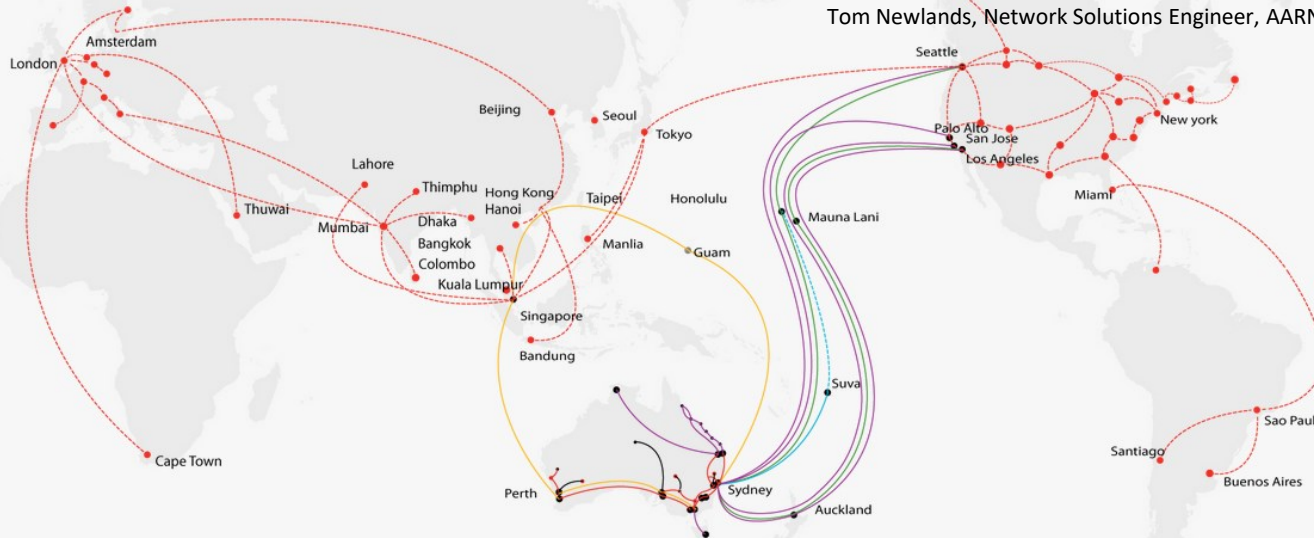 Tom Newlands, Network Solutions Engineer, AARN
Amsterdam
London
Seattle
Beijing
Seoul
Tokyo
Palo Alto
San Jose
Los Angeles
New york
Lahore
Thimphu
Hong Kong
Hanoi
Taipei
Honolulu
Miami
Thuwai
Mumbai
Dhaka
Mauna Lani
Bangkok
Manlia
Guam
Colombo
Kuala Lumpur
Singapore
Bandung
Suva
Sao Paul
Santiago
Buenos Aires
Cape Town
Perth
Sydney
Auckland